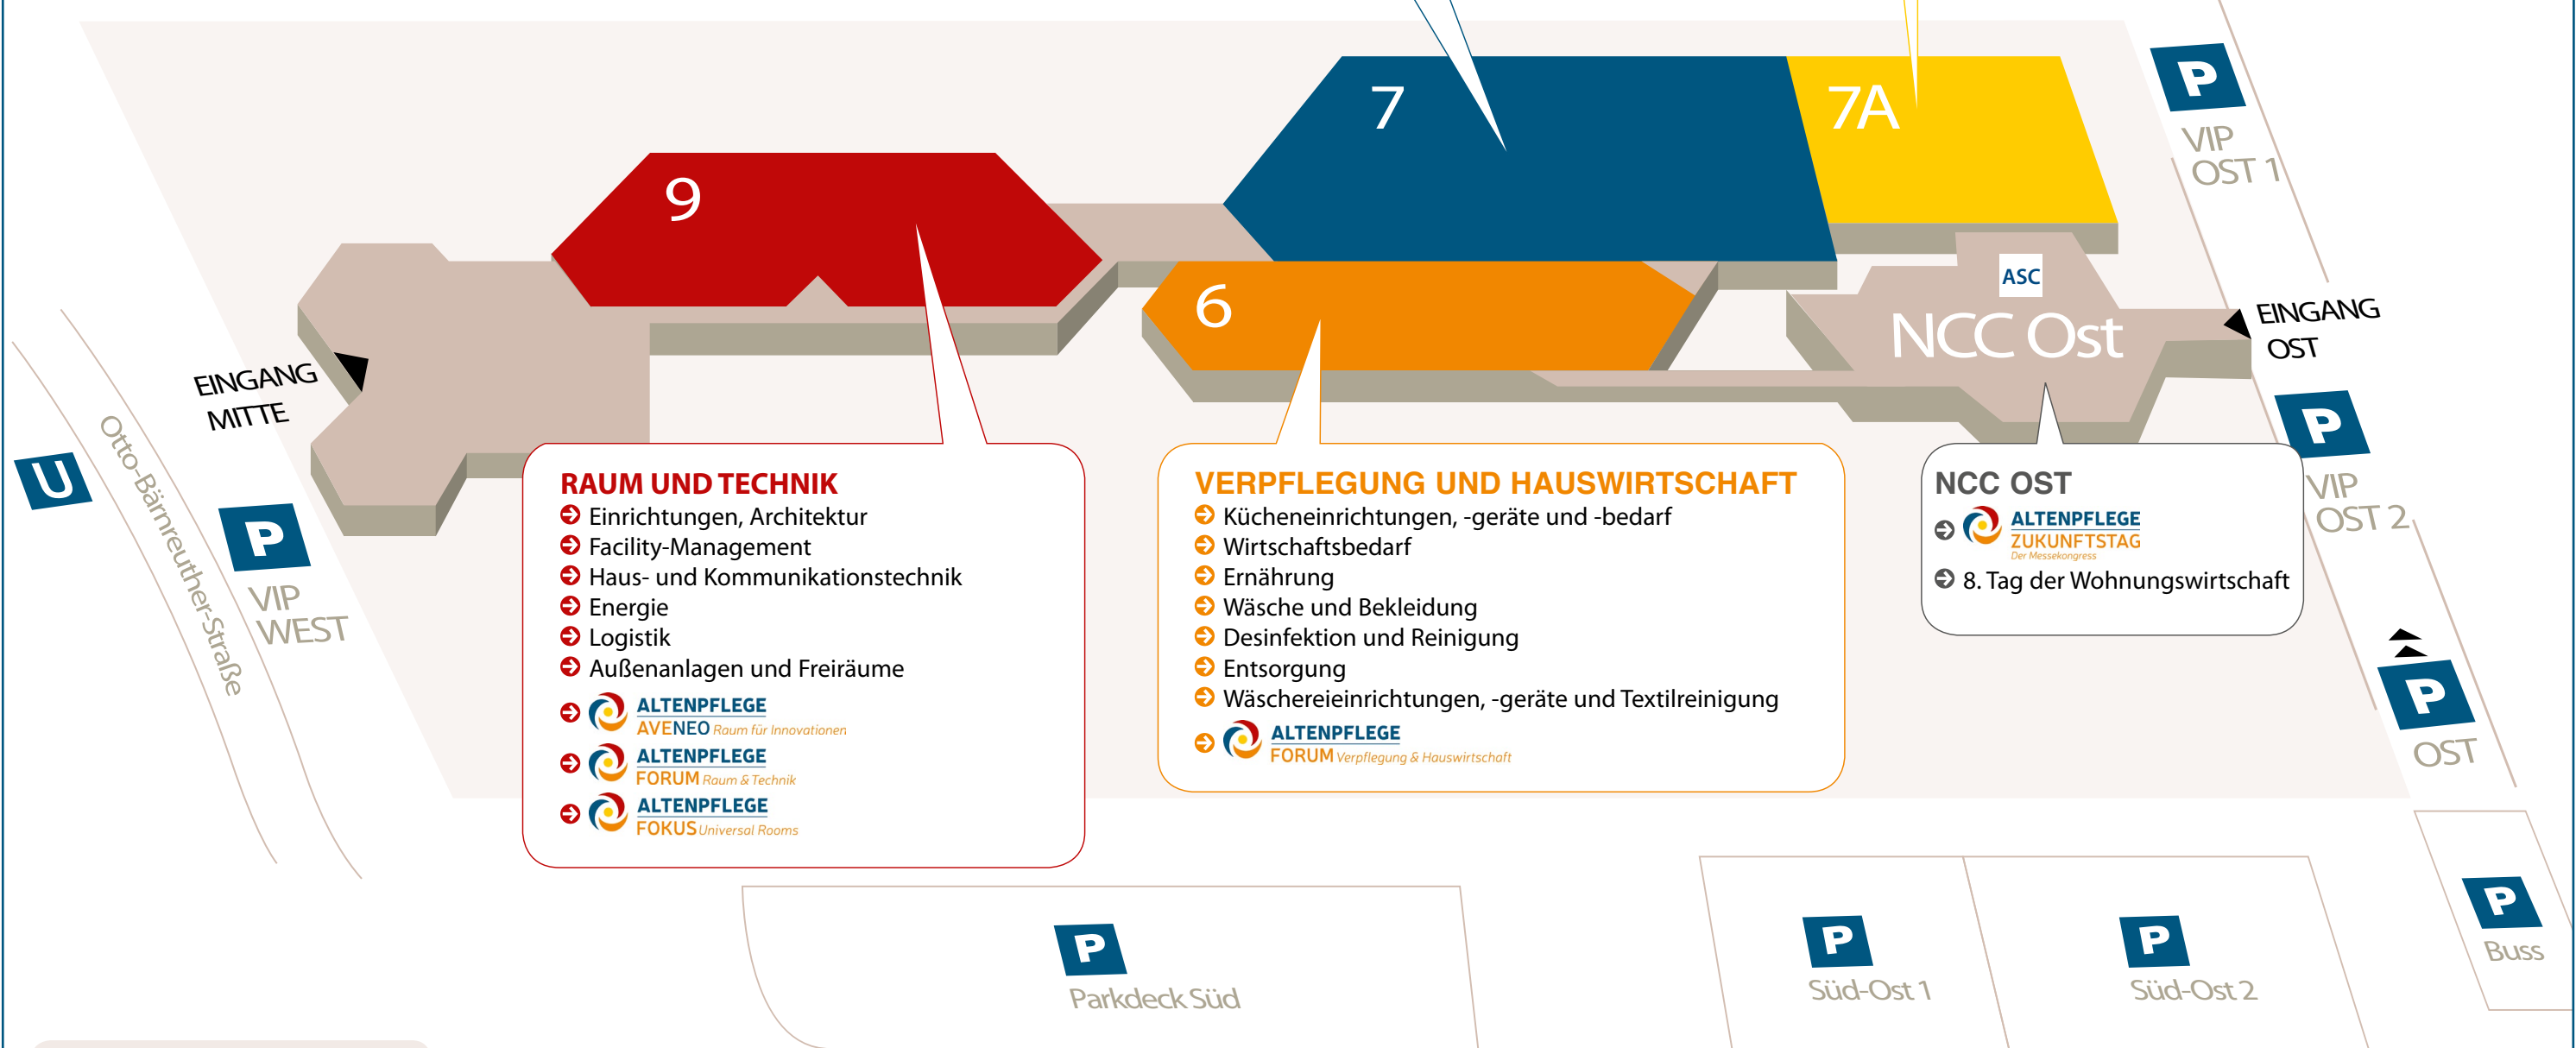 7
7A
9
6
P
VIP
OST 1
ASC
NCC Ost
EINGANG
OST
EINGANG
MITTE
U
Otto-Bärnreuther-Straße
P
VIP
WEST
P
VIP
OST 2
P
OST
RAUM UND TECHNIK
Einrichtungen, Architektur
Facility-Management
Haus- und Kommunikationstechnik
Energie
Logistik
Außenanlagen und Freiräume
ALTENPFLEGE
AVENEO Raum für Innovationen
ALTENPFLEGE
FORUM Raum & Technik
ALTENPFLEGE
FOKUS Universal Rooms
VERPFLEGUNG UND HAUSWIRTSCHAFT
Kücheneinrichtungen, -geräte und -bedarf
Wirtschaftsbedarf
Ernährung
Wäsche und Bekleidung
Desinfektion und Reinigung
Entsorgung
Wäschereieinrichtungen, -geräte und Textilreinigung
ALTENPFLEGE
FORUM Verpflegung & Hauswirtschaft
NCC OST
ALTENPFLEGE
ZUKUNFTSTAG
Der Messekongress
8. Tag der Wohnungswirtschaft
P
Parkdeck Süd
P
Süd-Ost 1
P
Süd-Ost 2
P
Buss